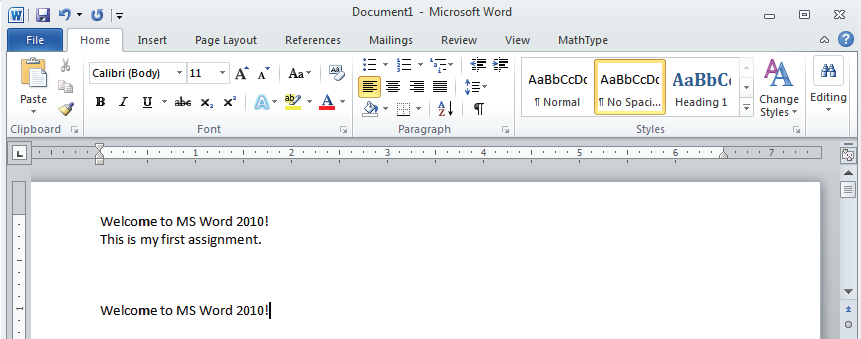 Document1 - Microsoft Word
File Home Insert Page Layout References Mailings Review View MathType
Calibri (Body) 11 Aa
Paste B I U abc x₂ x² A ab A
AaBbCcDc AaBbCcDc AaBbC
¶ Normal ¶ No Spaci... Heading 1
Change Styles Editing
Clipboard Font Paragraph Styles
1 2 3 4 5 6 7
Welcome to MS Word 2010!
This is my first assignment.
Welcome to MS Word 2010!